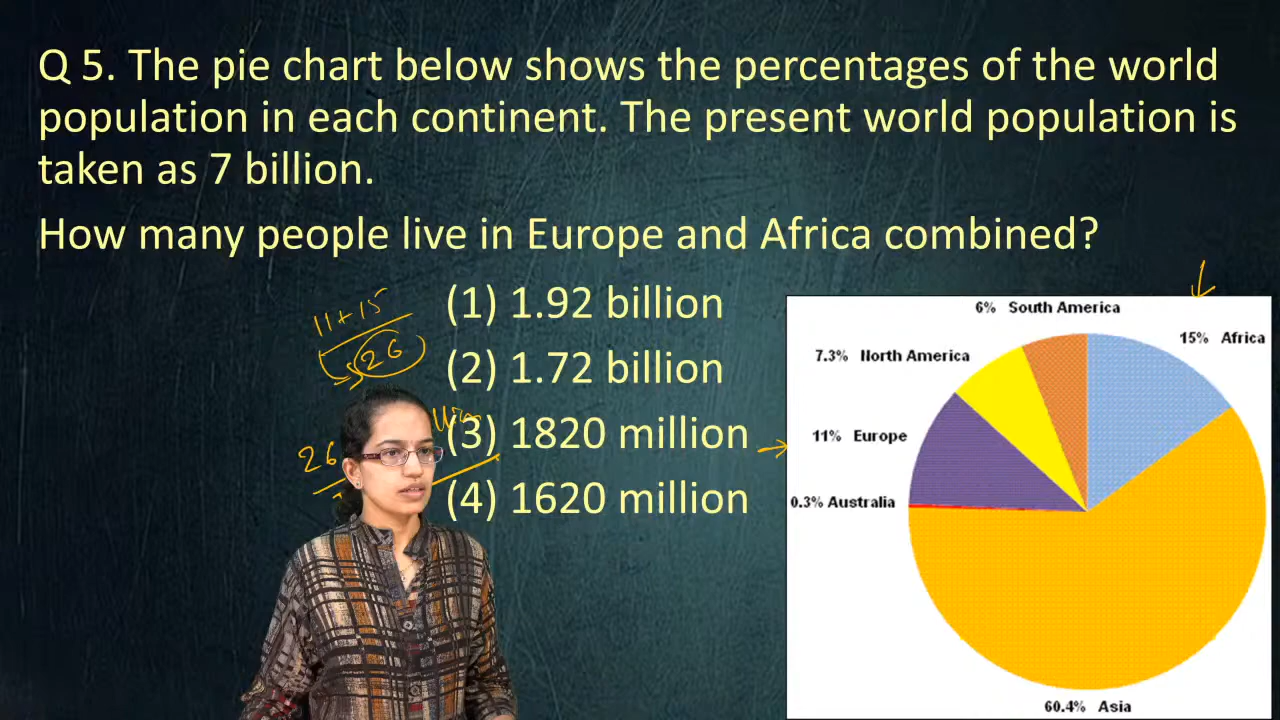 Q 5. The pie chart below shows the percentages of the world
population in each continent. The present world population is
taken as 7 billion.
How many people live in Europe and Africa combined?
(1) 1.92 billion
(2) 1.72 billion
(3) 1820 million
(4) 1620 million
11+15
26
26
6% South America
15% Africa
7.3% North America
11% Europe
0.3% Australia
60.4% Asia